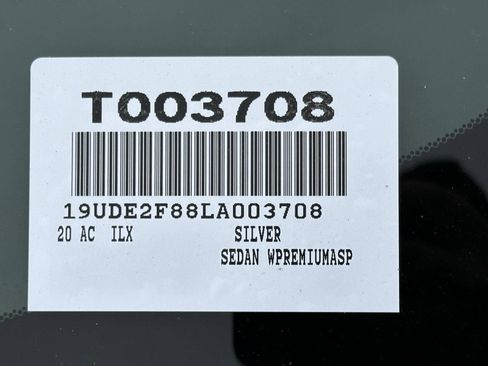 T003708
19UDE2F88LA003708
20 AC ILX SILVER
SEDAN WPREMIUMASP